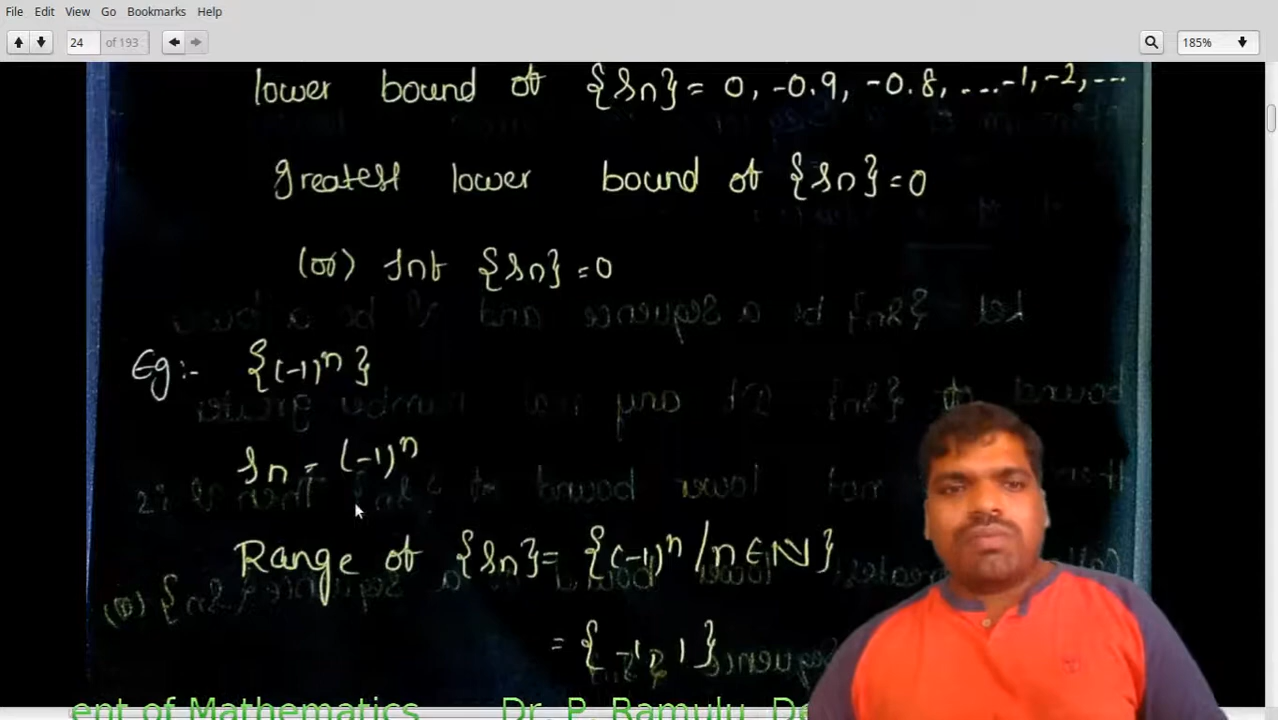 File Edit View Go Bookmarks Help
24 of 193 185%
lower bound of {Sn} = 0, -0.9, -0.8, ...-1, -2, ...
greatest lower bound of {Sn} = 0
(or) Inf {Sn} = 0
Eg:- {(-1)ⁿ}
Sn = (-1)ⁿ
Range of {Sn} = {(-1)ⁿ / n ∈ N}
= {-1, 1}
ent of Mathematics Dr. P. Ramulu, De